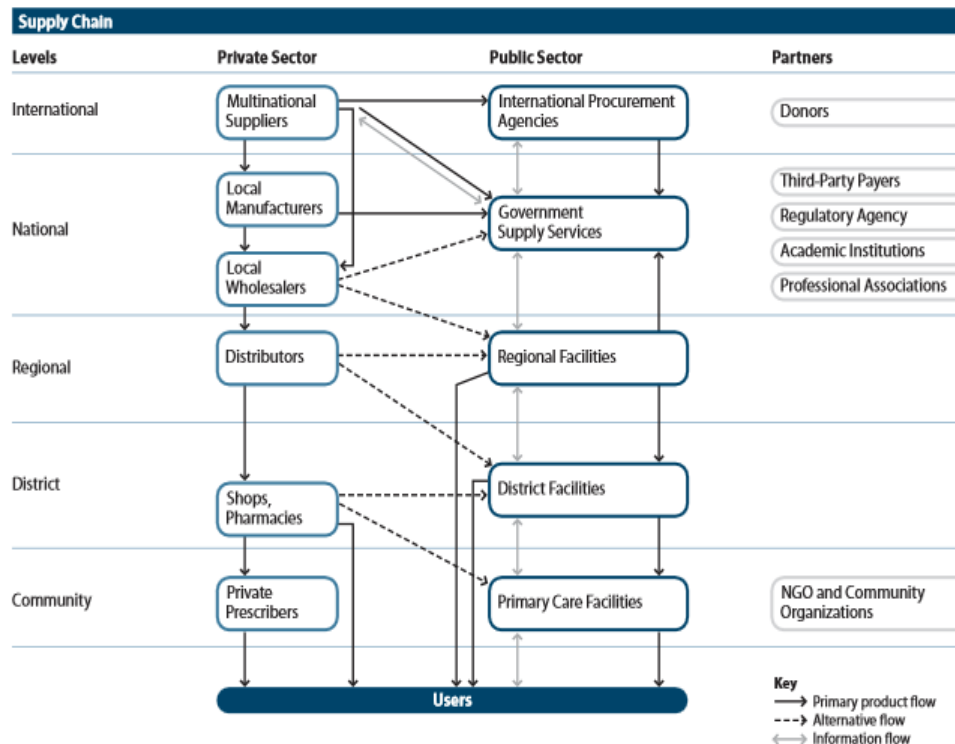 Supply Chain
Levels
Private Sector
Public Sector
Partners
International
Multinational
Suppliers
International Procurement
Agencies
Donors
National
Local
Manufacturers
Government
Supply Services
Third-Party Payers
Regulatory Agency
Academic Institutions
Professional Associations
Local
Wholesalers
Regional
Distributors
Regional Facilities
District
Shops,
Pharmacies
District Facilities
Community
Private
Prescribers
Primary Care Facilities
NGO and Community
Organizations
Users
Key
Primary product flow
Alternative flow
Information flow